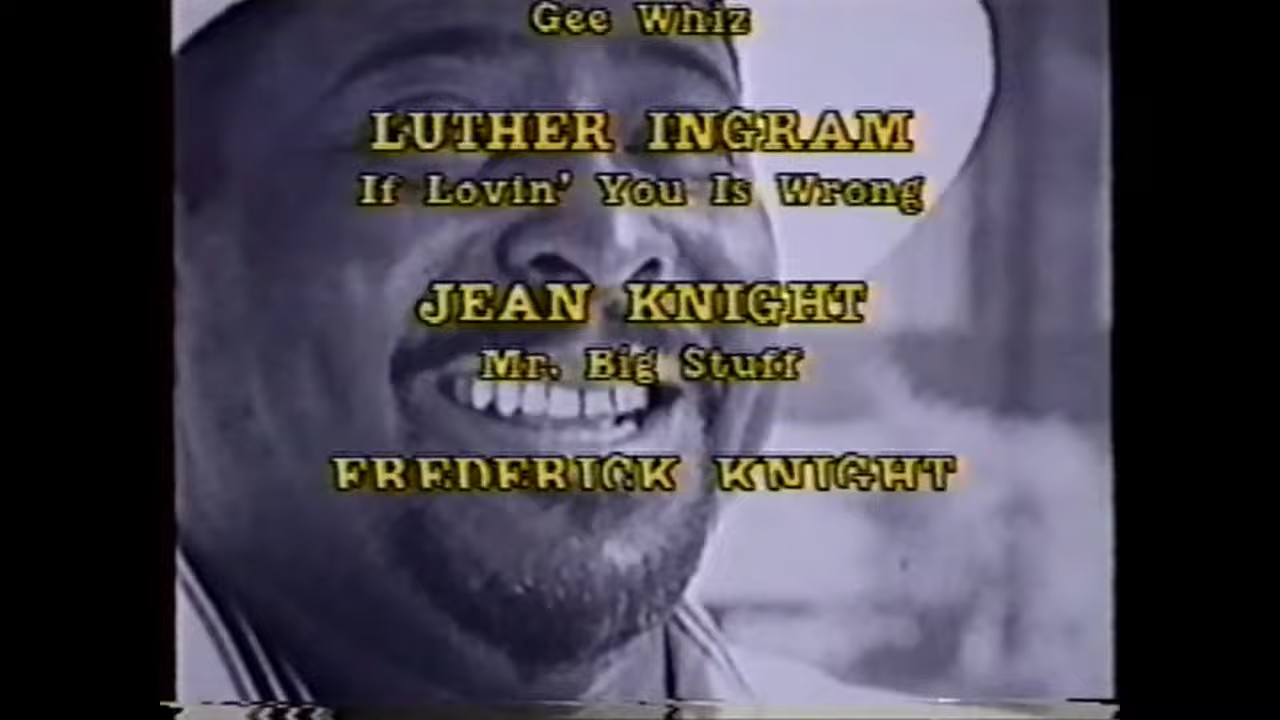 Gee Whiz
LUTHER INGRAM
If Lovin' You Is Wrong
JEAN KNIGHT
Mr. Big Stuff
FREDERICK KNIGHT